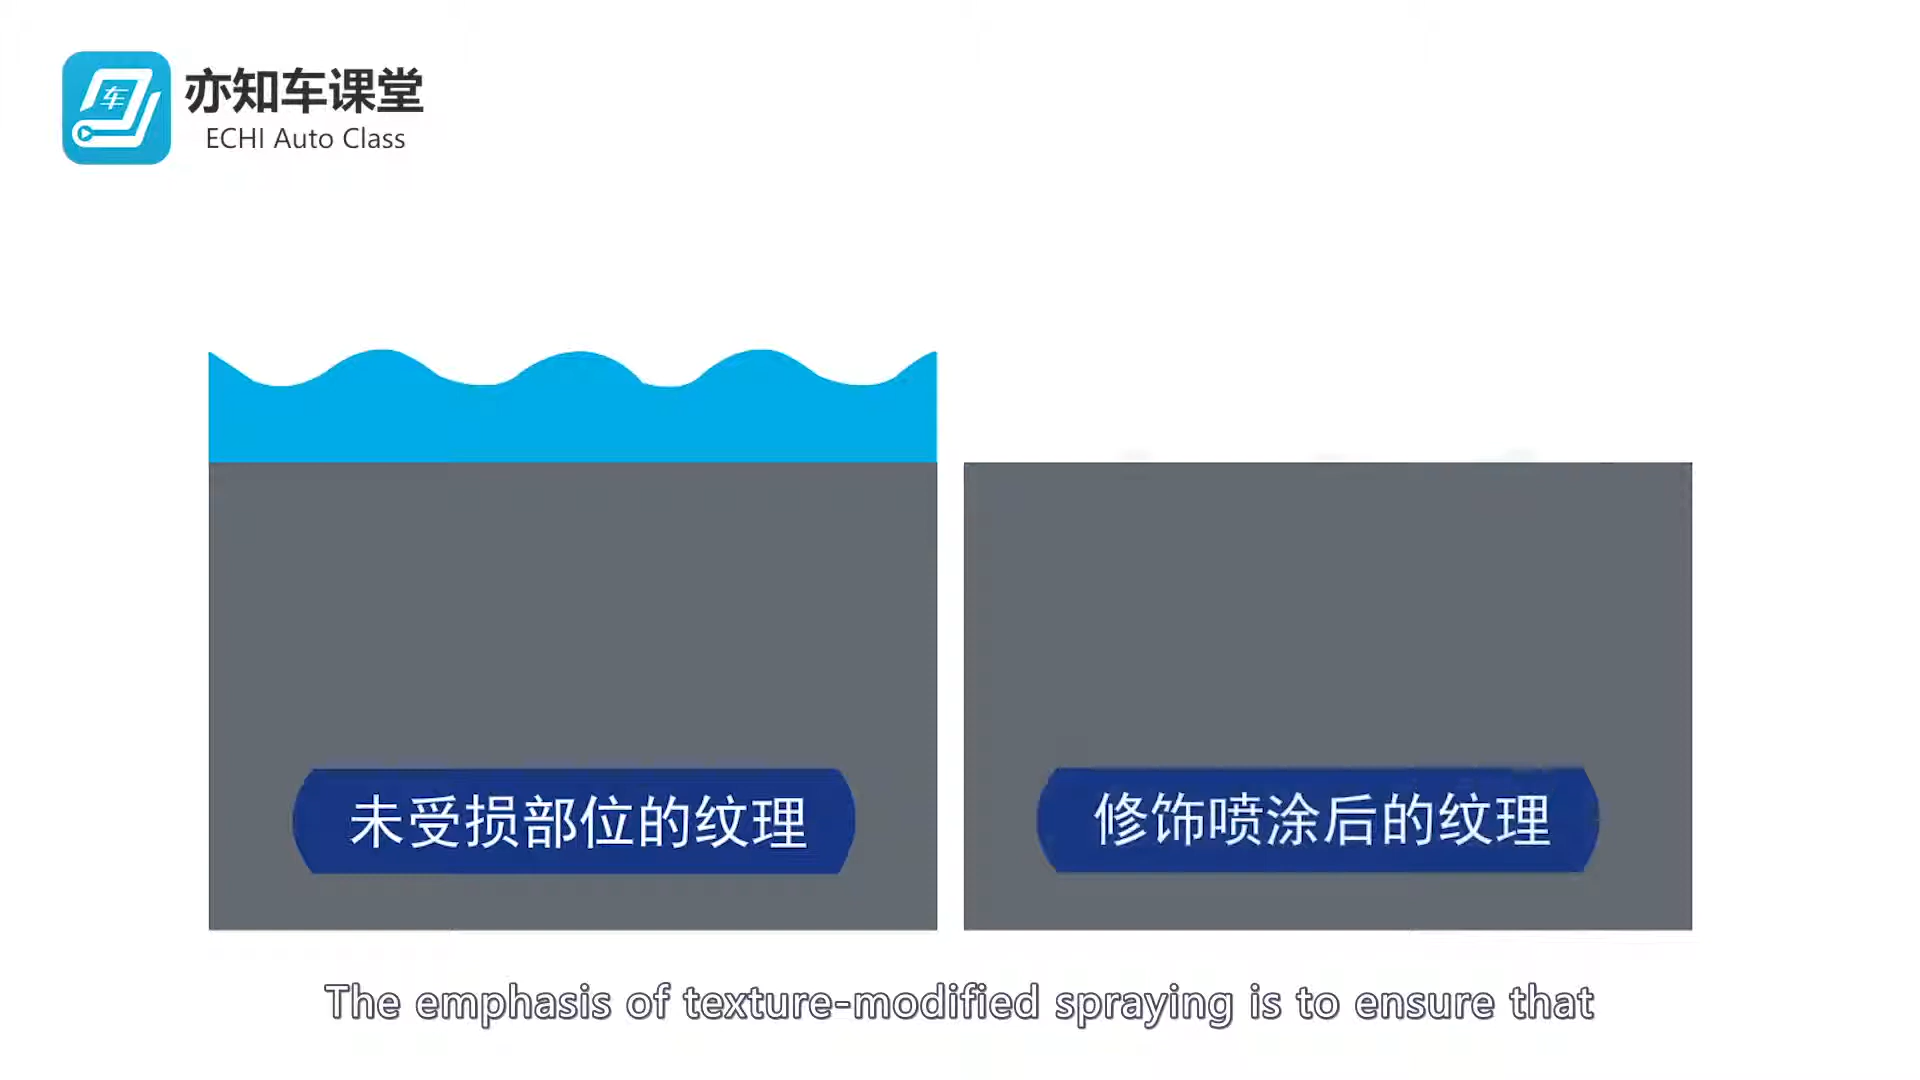 车
亦知车课堂
ECHI Auto Class
未受损部位的纹理
修饰喷涂后的纹理
The emphasis of texture-modified spraying is to ensure that